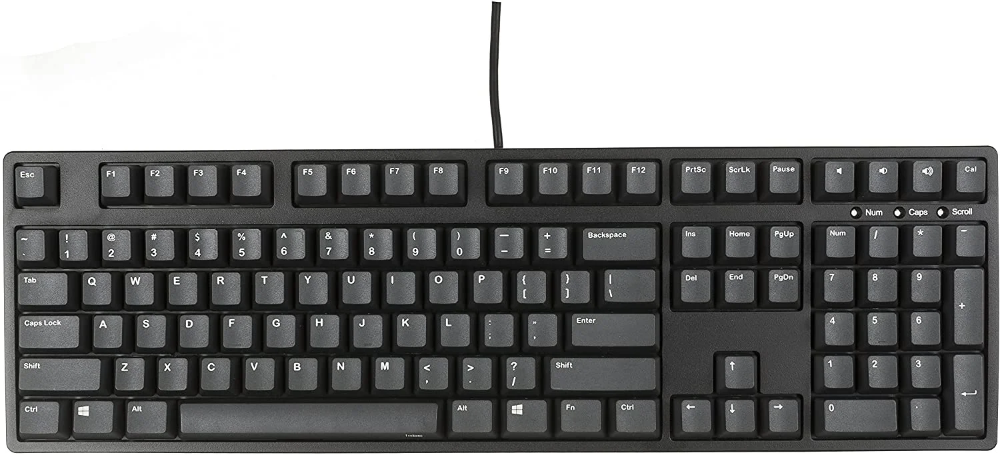 Esc F1 F2 F3 F4 F5 F6 F7 F8 F9 F10 F11 F12 PrtSc ScrLk Pause Cal
Num Caps Scroll
~ ! @ # $ % ^ & * ( ) — +
` 1 2 3 4 5 6 7 8 9 0 – = Backspace Ins Home PgUp Num / * –
Tab Q W E R T Y U I O P { } | Del End PgDn 7 8 9
[ ] \ +
Caps Lock A S D F G H J K L : " Enter 4 5 6
; '
Shift Z X C V B N M < > ? Shift ↑ 1 2 3
, . /
Ctrl Alt Alt Fn Ctrl ← ↓ → 0 . ↵